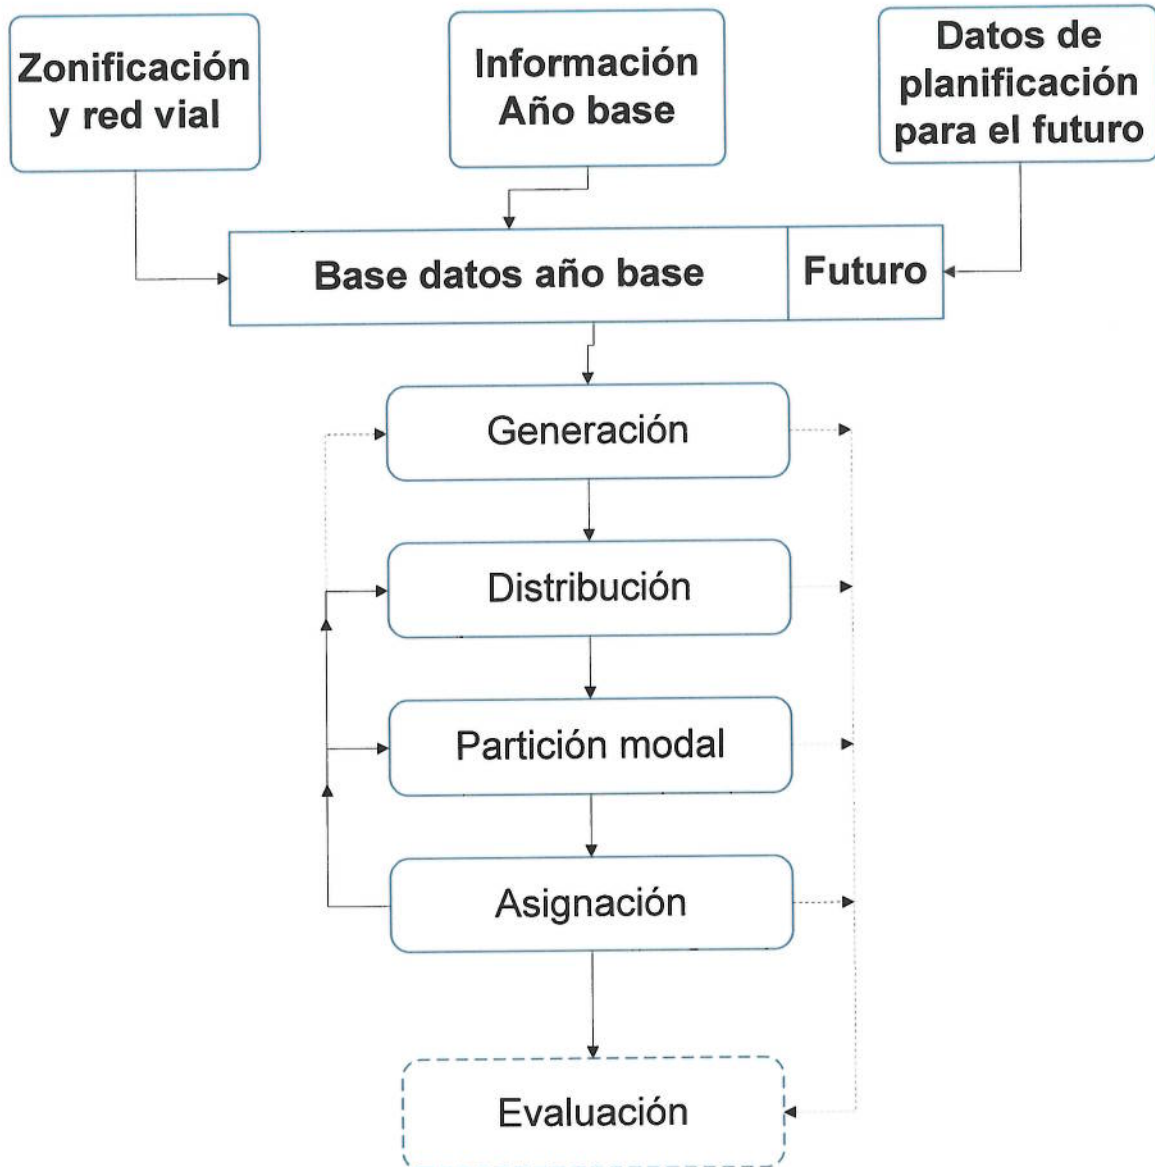 Zonificación
y red vial
Información
Año base
Datos de
planificación
para el futuro
Base datos año base
Futuro
Generación
Distribución
Partición modal
Asignación
Evaluación